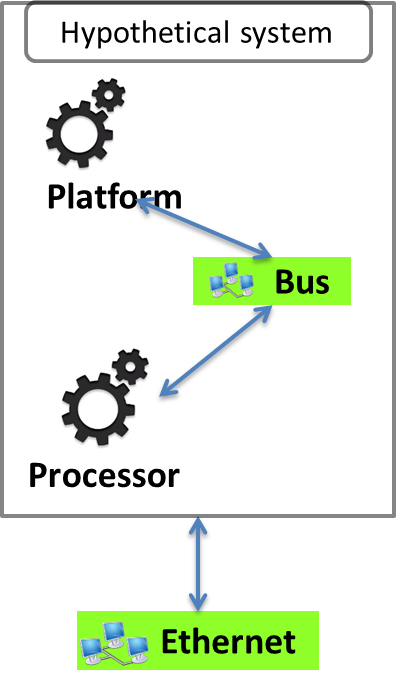 Hypothetical system
Platform
Bus
Processor
Ethernet